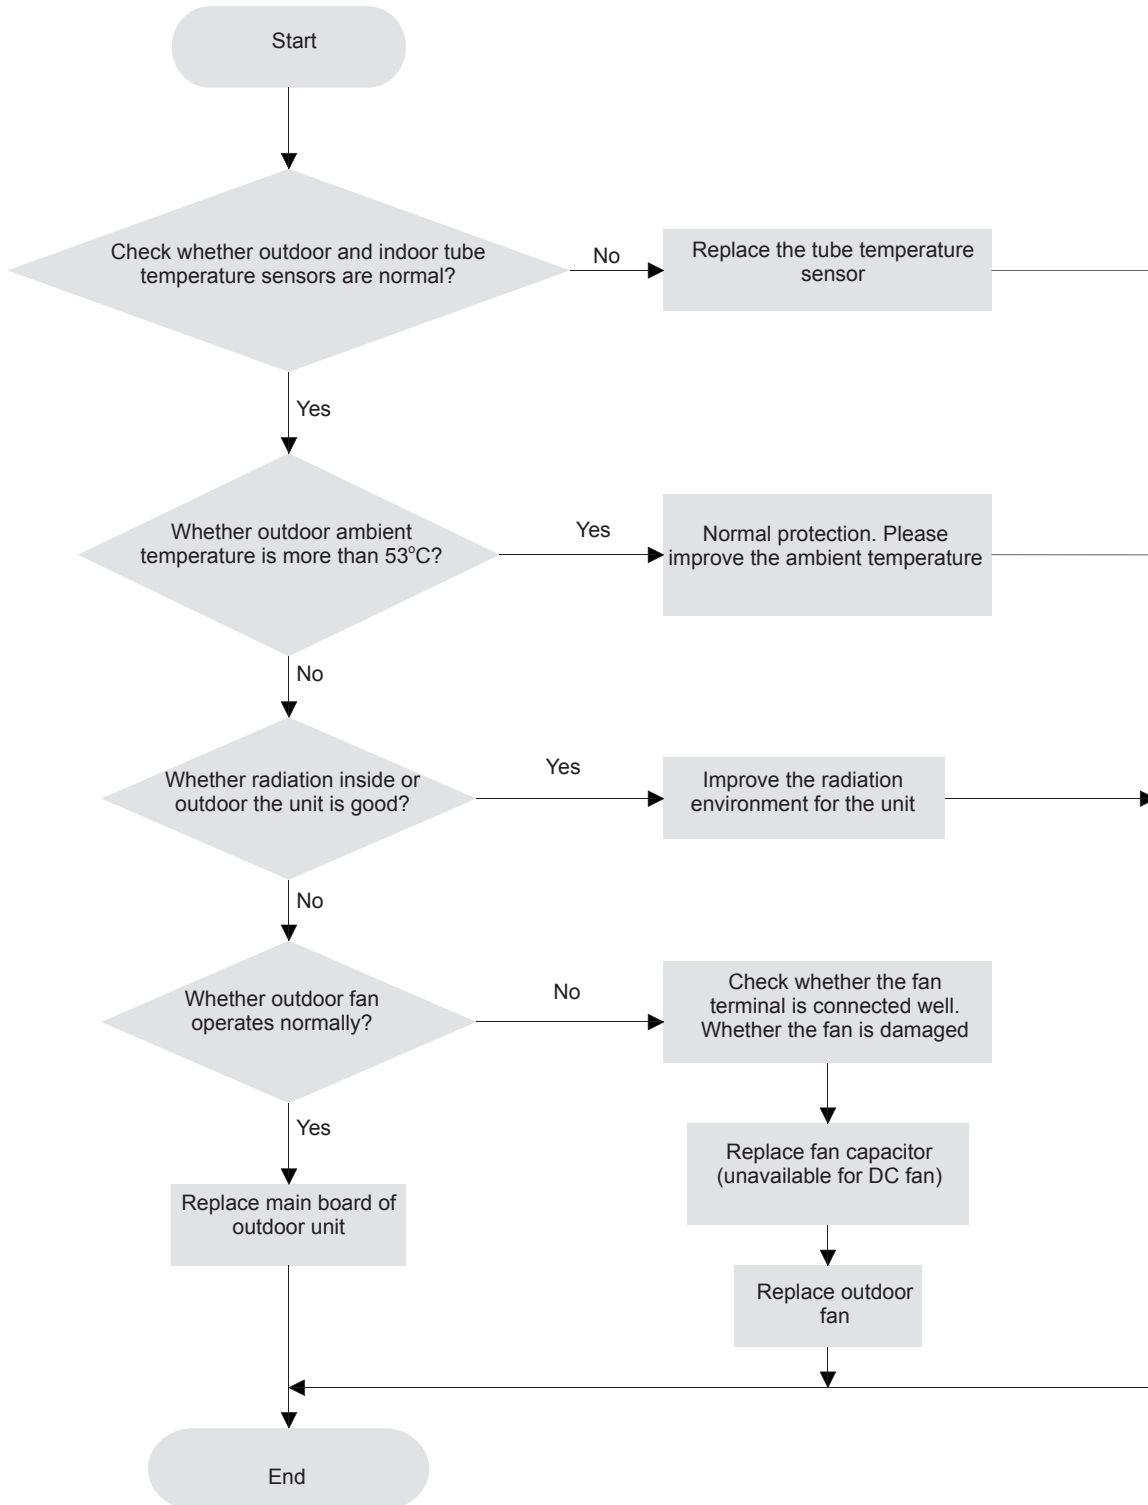 Start
Check whether outdoor and indoor tube
temperature sensors are normal?
No
Replace the tube temperature
sensor
Yes
Whether outdoor ambient
temperature is more than 53°C?
Yes
Normal protection. Please
improve the ambient temperature
No
Whether radiation inside or
outdoor the unit is good?
Yes
Improve the radiation
environment for the unit
No
Whether outdoor fan
operates normally?
No
Check whether the fan
terminal is connected well.
Whether the fan is damaged
Yes
Replace fan capacitor
(unavailable for DC fan)
Replace main board of
outdoor unit
Replace outdoor
fan
End